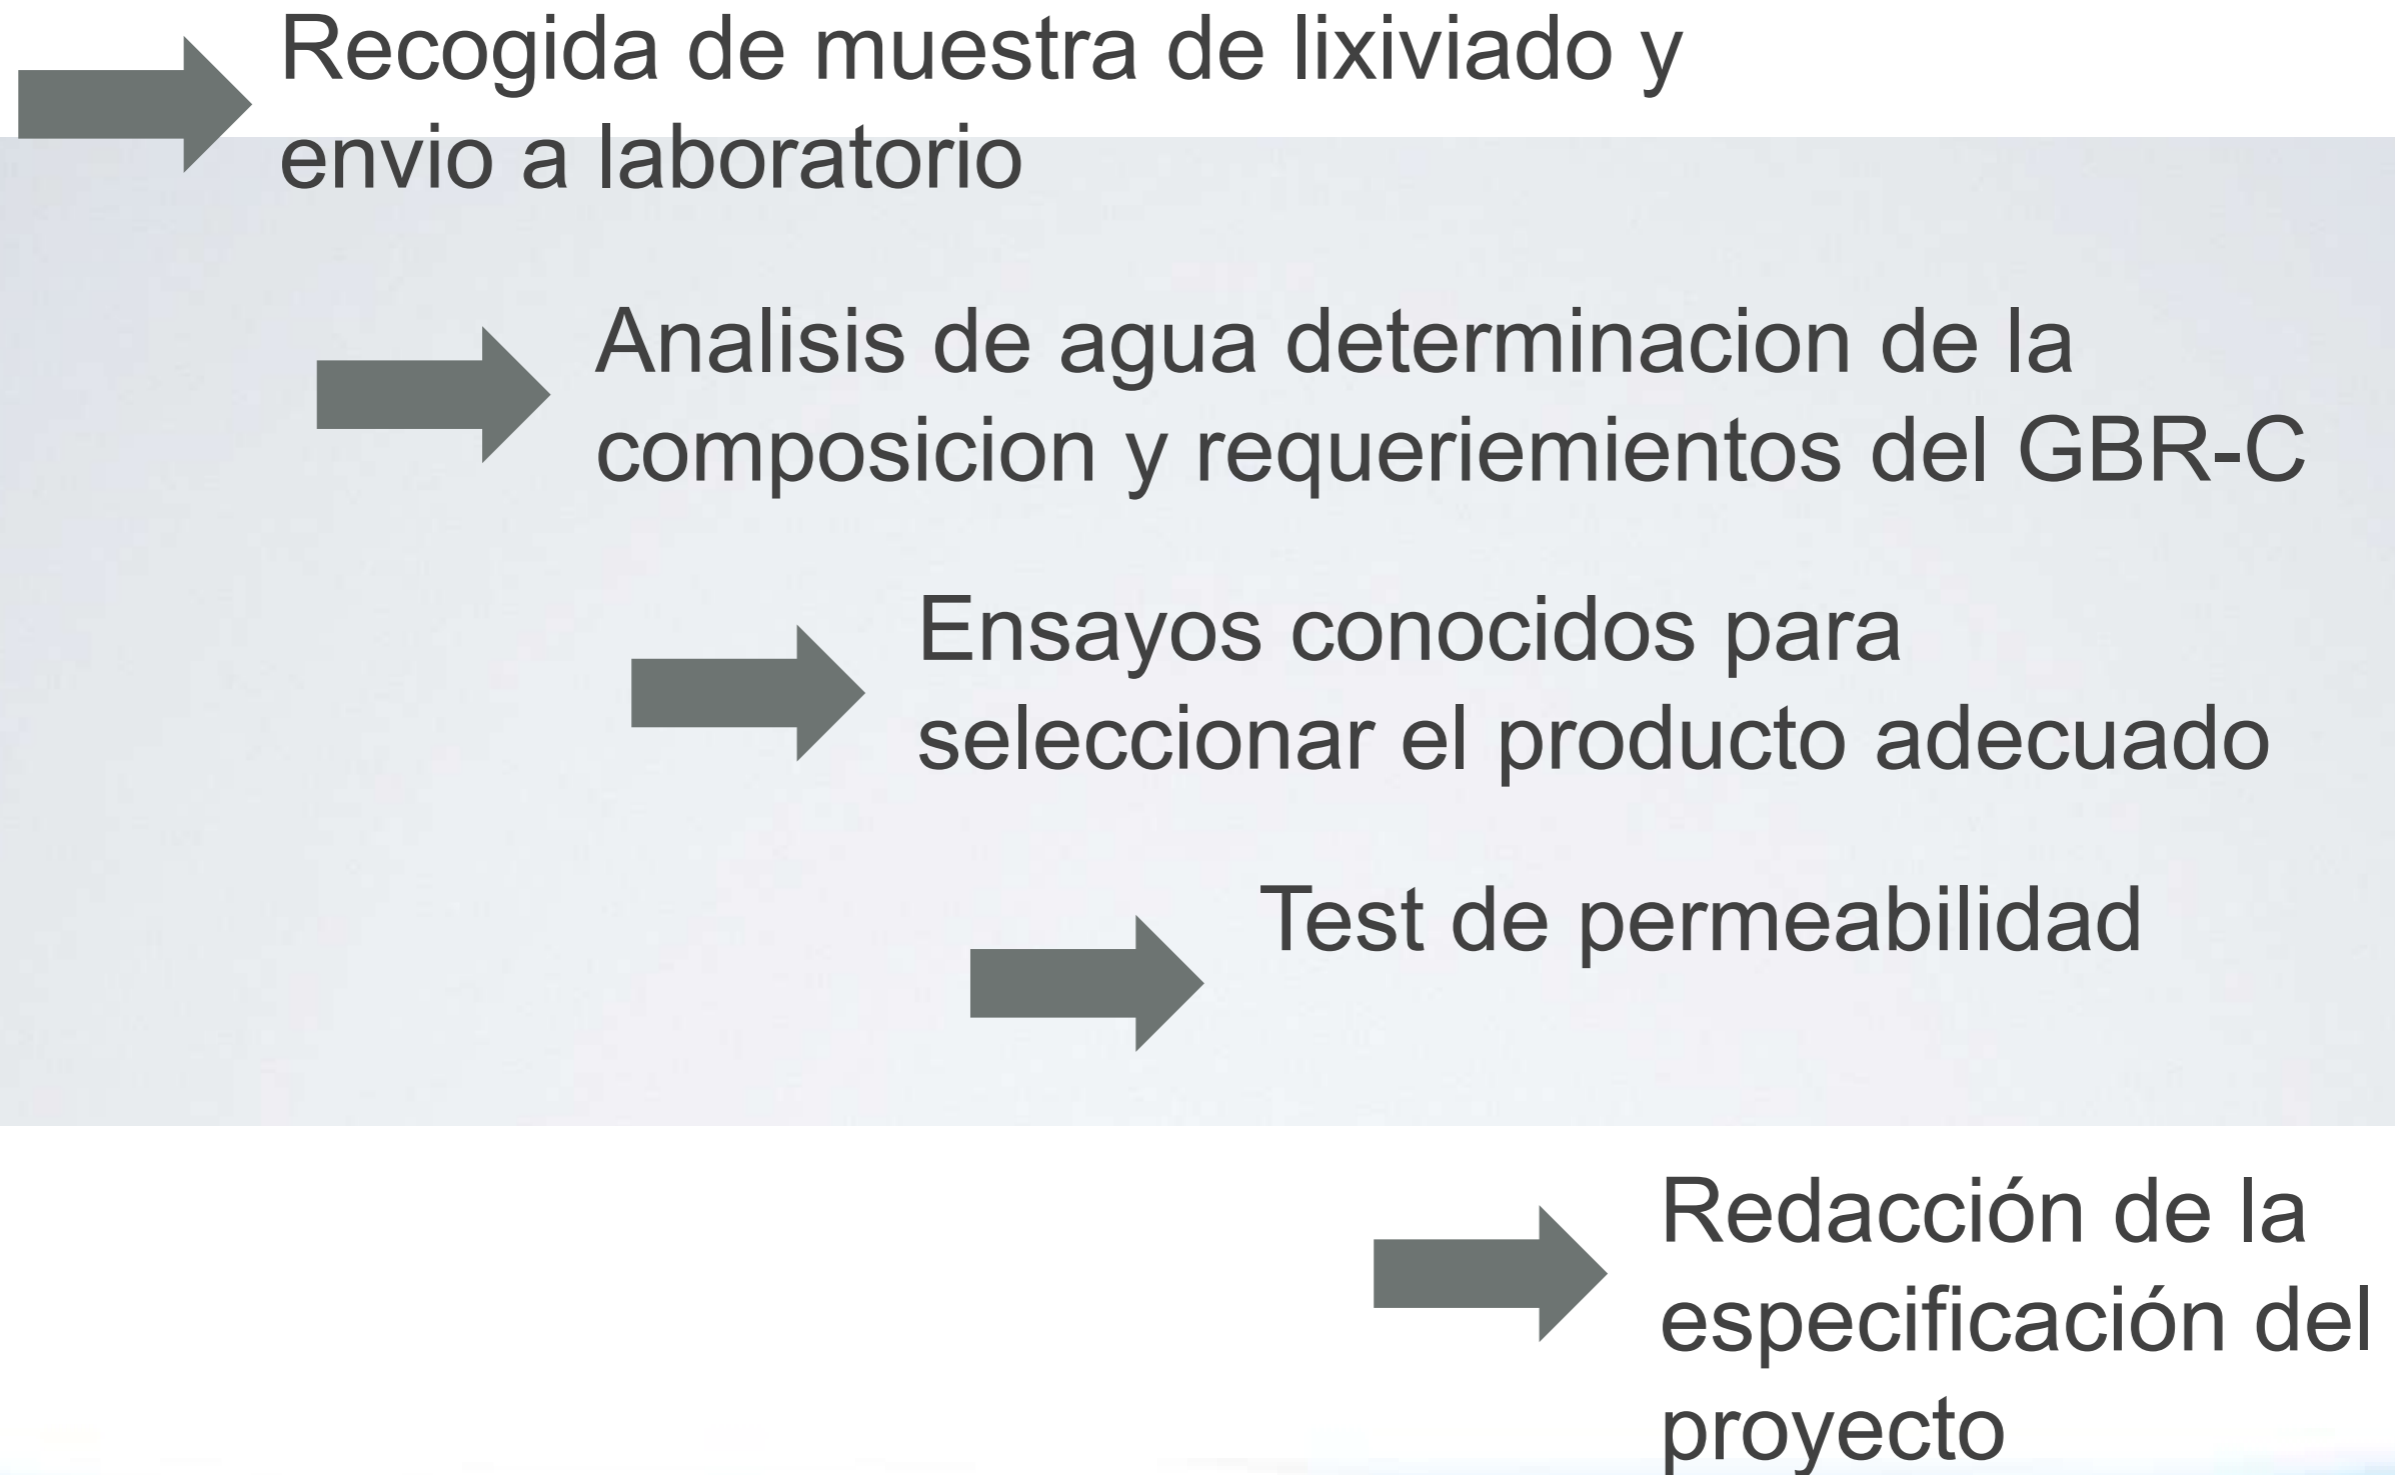 Recogida de muestra de lixiviado y
envio a laboratorio
Analisis de agua determinacion de la
composicion y requeriemientos del GBR-C
Ensayos conocidos para
seleccionar el producto adecuado
Test de permeabilidad
Redacción de la
especificación del
proyecto